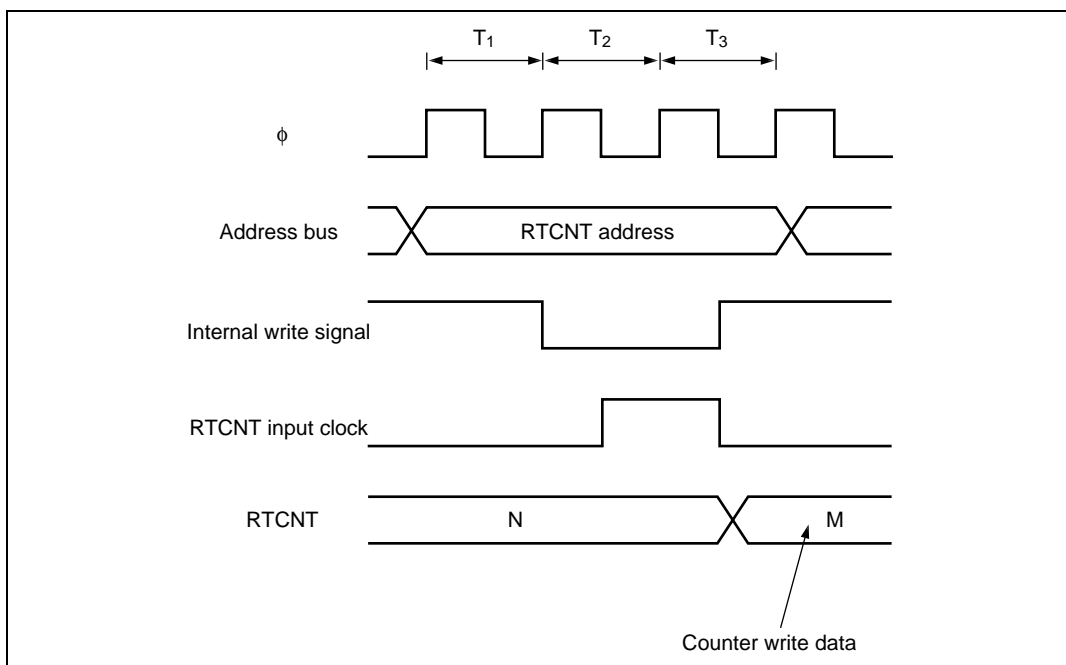 T1 T2 T3
ϕ
Address bus RTCNT address
Internal write signal
RTCNT input clock
RTCNT N M
Counter write data